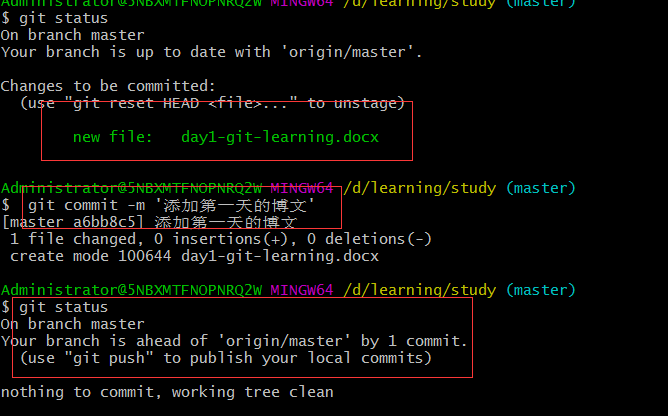 Administrator@5NBXMTFNOPNRQ2W MINGW64 /d/learning/study (master)
$ git status
On branch master
Your branch is up to date with 'origin/master'.
Changes to be committed:
(use "git reset HEAD <file>..." to unstage)
new file:   day1-git-learning.docx
Administrator@5NBXMTFNOPNRQ2W MINGW64 /d/learning/study (master)
$  git commit -m '添加第一天的博文'
[master a6bb8c5] 添加第一天的博文
1 file changed, 0 insertions(+), 0 deletions(-)
create mode 100644 day1-git-learning.docx
Administrator@5NBXMTFNOPNRQ2W MINGW64 /d/learning/study (master)
$ git status
On branch master
Your branch is ahead of 'origin/master' by 1 commit.
(use "git push" to publish your local commits)
nothing to commit, working tree clean